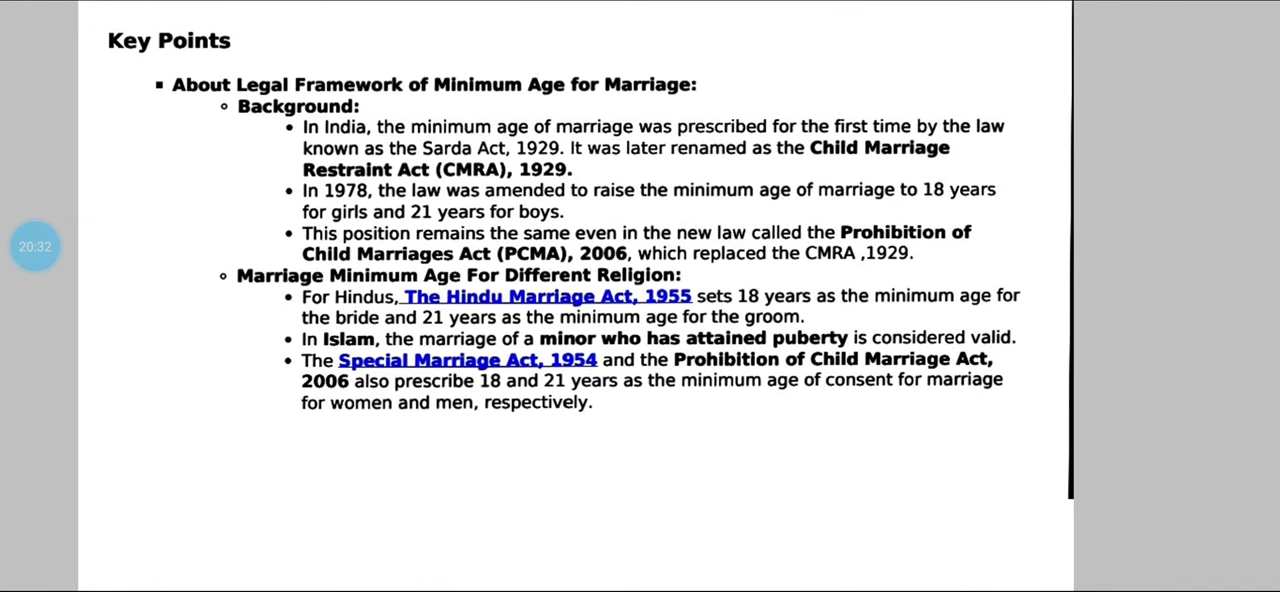 Key Points
▪ About Legal Framework of Minimum Age for Marriage:
○ Background:
• In India, the minimum age of marriage was prescribed for the first time by the law
known as the Sarda Act, 1929. It was later renamed as the Child Marriage
Restraint Act (CMRA), 1929.
• In 1978, the law was amended to raise the minimum age of marriage to 18 years
for girls and 21 years for boys.
• This position remains the same even in the new law called the Prohibition of
20:32
Child Marriages Act (PCMA), 2006, which replaced the CMRA ,1929.
○ Marriage Minimum Age For Different Religion:
• For Hindus, The Hindu Marriage Act, 1955 sets 18 years as the minimum age for
the bride and 21 years as the minimum age for the groom.
• In Islam, the marriage of a minor who has attained puberty is considered valid.
• The Special Marriage Act, 1954 and the Prohibition of Child Marriage Act,
2006 also prescribe 18 and 21 years as the minimum age of consent for marriage
for women and men, respectively.